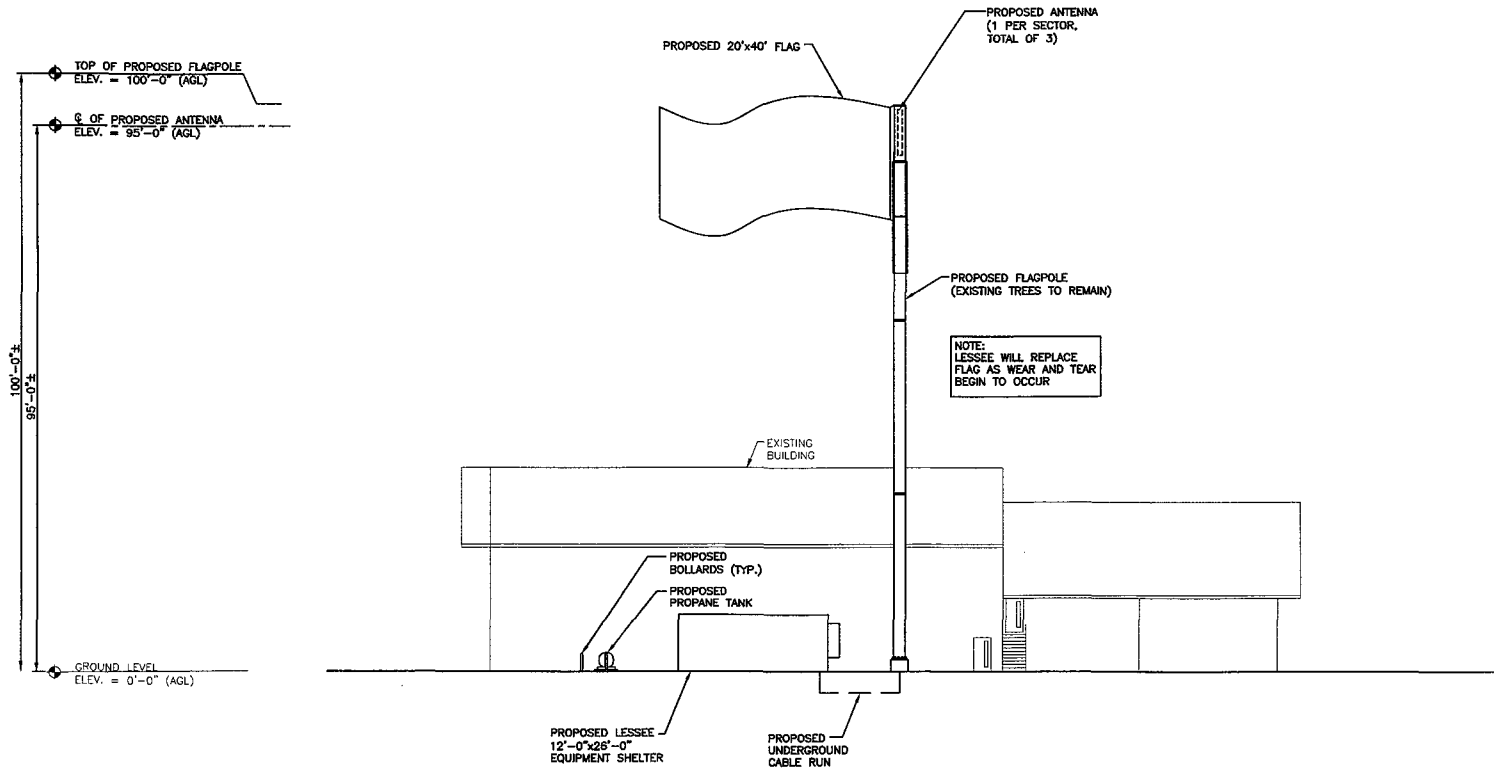 TOP OF PROPOSED FLAGPOLE
ELEV. = 100'-0" (AGL)
℄ OF PROPOSED ANTENNA
ELEV. = 95'-0" (AGL)
100'-0"±
95'-0"±
GROUND LEVEL
ELEV. = 0'-0" (AGL)
PROPOSED 20'x40' FLAG
PROPOSED ANTENNA
(1 PER SECTOR,
TOTAL OF 3)
PROPOSED FLAGPOLE
(EXISTING TREES TO REMAIN)
NOTE:
LESSEE WILL REPLACE
FLAG AS WEAR AND TEAR
BEGIN TO OCCUR
EXISTING
BUILDING
PROPOSED
BOLLARDS (TYP.)
PROPOSED
PROPANE TANK
PROPOSED LESSEE
12'-0"x26'-0"
EQUIPMENT SHELTER
PROPOSED
UNDERGROUND
CABLE RUN